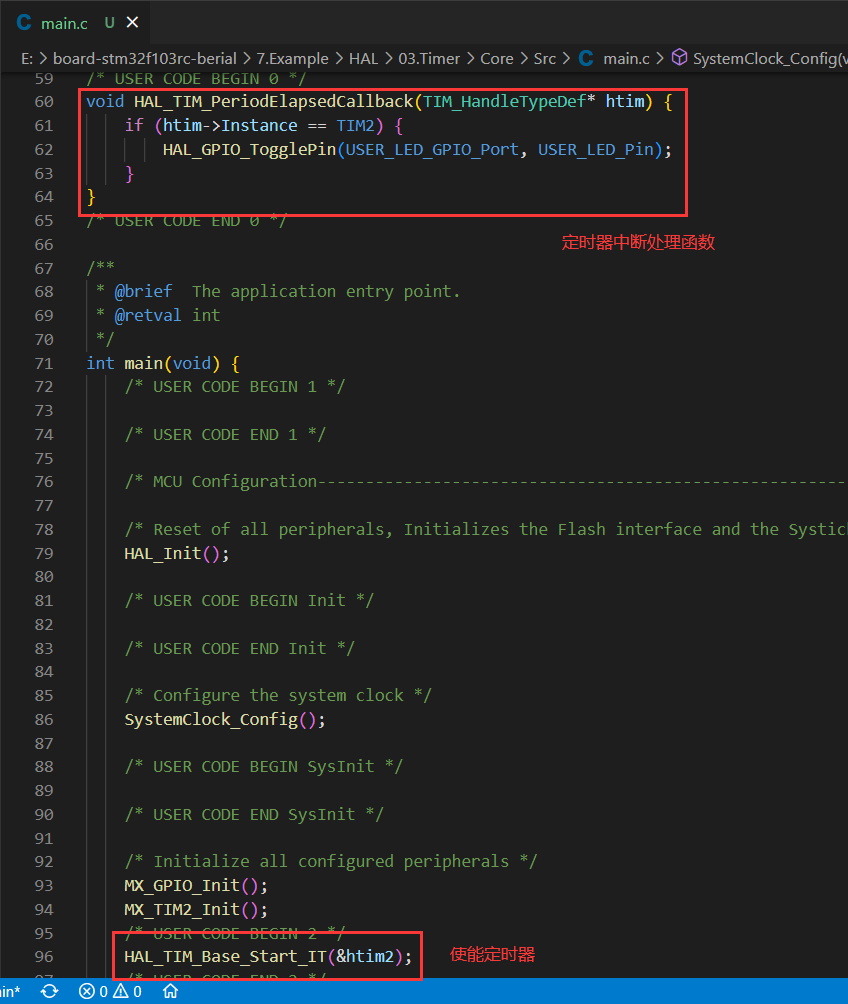 C main.c U ×
E: > board-stm32f103rc-berial > 7.Example > HAL > 03.Timer > Core > Src > C main.c > SystemClock_Config(v
59 /* USER CODE BEGIN 0 */
60 void HAL_TIM_PeriodElapsedCallback(TIM_HandleTypeDef* htim) {
61 if (htim->Instance == TIM2) {
62 HAL_GPIO_TogglePin(USER_LED_GPIO_Port, USER_LED_Pin);
63 }
64 }
65 /* USER CODE END 0 */
66
定时器中断处理函数
67 /**
68 * @brief  The application entry point.
69 * @retval int
70 */
71 int main(void) {
72 /* USER CODE BEGIN 1 */
73
74 /* USER CODE END 1 */
75
76 /* MCU Configuration--------------------------------------------------------
77
78 /* Reset of all peripherals, Initializes the Flash interface and the Systick
79 HAL_Init();
80
81 /* USER CODE BEGIN Init */
82
83 /* USER CODE END Init */
84
85 /* Configure the system clock */
86 SystemClock_Config();
87
88 /* USER CODE BEGIN SysInit */
89
90 /* USER CODE END SysInit */
91
92 /* Initialize all configured peripherals */
93 MX_GPIO_Init();
94 MX_TIM2_Init();
95 /* USER CODE BEGIN 2 */
96 HAL_TIM_Base_Start_IT(&htim2); 使能定时器
97 /* USER CODE END 2 */
in* 0 0